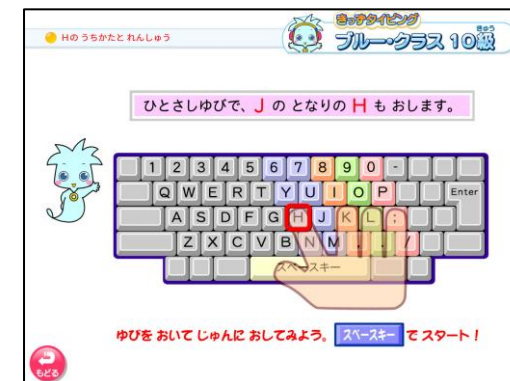 Hの うちかたと れんしゅう
きっずタイピング
きゅう
ブルー・クラス 10級
ひとさしゆびで、J の となりの H も おします。
1 2 3 4 5 6 7 8 9 0 -
Q W E R T Y U I O P Enter
A S D F G H J K L ;
Z X C V B N M , . /
スペースキー
ゆびを おいて じゅんに おしてみよう。 スペースキー で スタート！
もどる